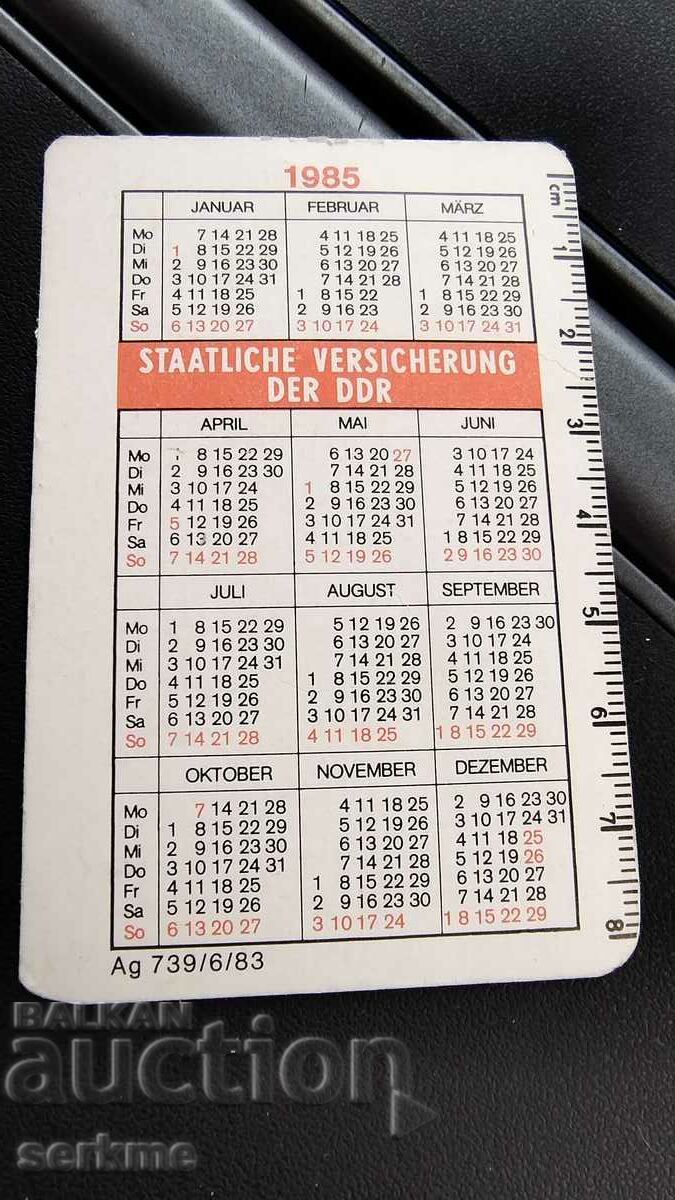 1985
JANUAR FEBRUAR MÄRZ
Mo 7 14 21 28 4 11 18 25 4 11 18 25
Di 1 8 15 22 29 5 12 19 26 5 12 19 26
Mi 2 9 16 23 30 6 13 20 27 6 13 20 27
Do 3 10 17 24 31 7 14 21 28 7 14 21 28
Fr 4 11 18 25 1 8 15 22 1 8 15 22 29
Sa 5 12 19 26 2 9 16 23 2 9 16 23 30
So 6 13 20 27 3 10 17 24 3 10 17 24 31
STAATLICHE VERSICHERUNG
DER DDR
APRIL MAI JUNI
Mo 1 8 15 22 29 6 13 20 27 3 10 17 24
Di 2 9 16 23 30 7 14 21 28 4 11 18 25
Mi 3 10 17 24 1 8 15 22 29 5 12 19 26
Do 4 11 18 25 2 9 16 23 30 6 13 20 27
Fr 5 12 19 26 3 10 17 24 31 7 14 21 28
Sa 6 13 20 27 4 11 18 25 1 8 15 22 29
So 7 14 21 28 5 12 19 26 2 9 16 23 30
JULI AUGUST SEPTEMBER
Mo 1 8 15 22 29 5 12 19 26 2 9 16 23 30
Di 2 9 16 23 30 6 13 20 27 3 10 17 24
Mi 3 10 17 24 31 7 14 21 28 4 11 18 25
Do 4 11 18 25 1 8 15 22 29 5 12 19 26
Fr 5 12 19 26 2 9 16 23 30 6 13 20 27
Sa 6 13 20 27 3 10 17 24 31 7 14 21 28
So 7 14 21 28 4 11 18 25 1 8 15 22 29
OKTOBER NOVEMBER DEZEMBER
Mo 7 14 21 28 4 11 18 25 2 9 16 23 30
Di 1 8 15 22 29 5 12 19 26 3 10 17 24 31
Mi 2 9 16 23 30 6 13 20 27 4 11 18 25
Do 3 10 17 24 31 7 14 21 28 5 12 19 26
Fr 4 11 18 25 1 8 15 22 29 6 13 20 27
Sa 5 12 19 26 2 9 16 23 30 7 14 21 28
So 6 13 20 27 3 10 17 24 1 8 15 22 29
Ag 739/6/83
cm 1 2 3 4 5 6 7 8
BALKAN
auction
serkme